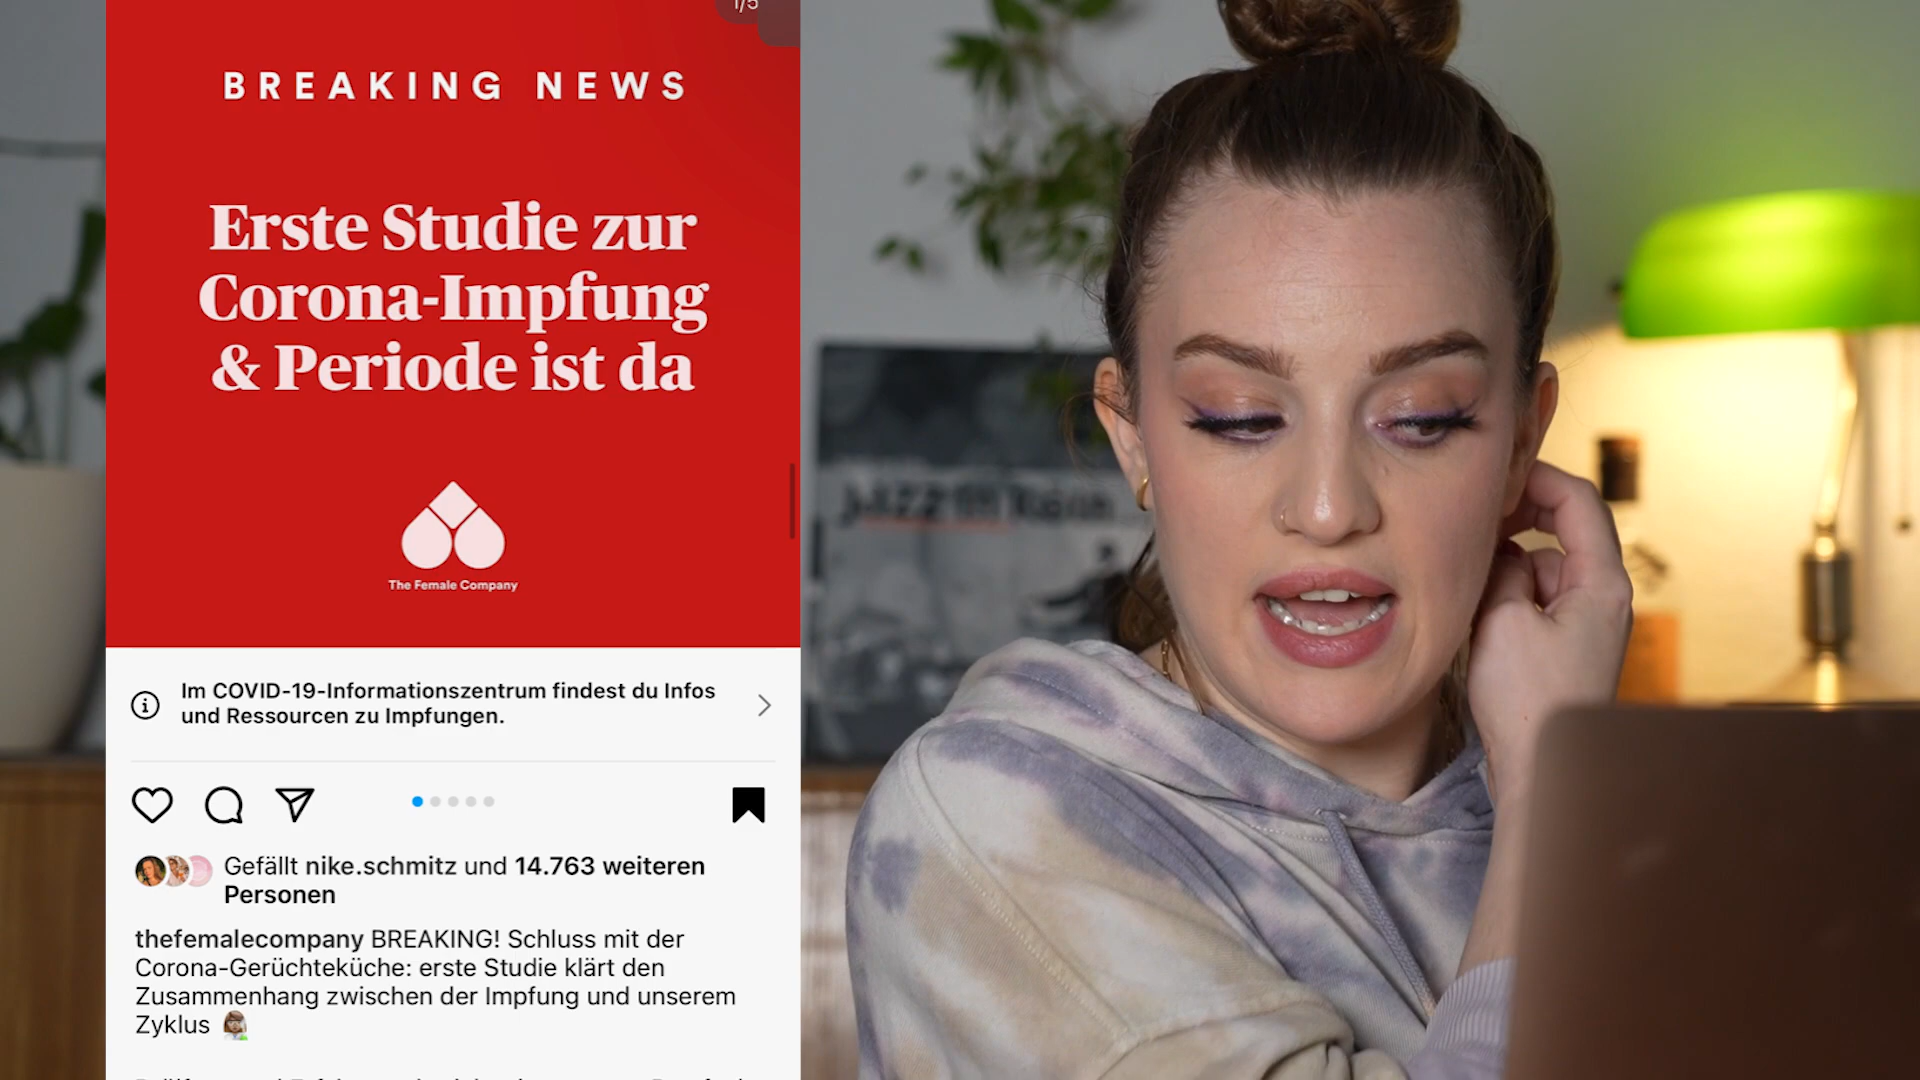 1/5
BREAKING NEWS
Erste Studie zur
Corona-Impfung
& Periode ist da
The Female Company
Im COVID-19-Informationszentrum findest du Infos
und Ressourcen zu Impfungen.
Gefällt nike.schmitz und 14.763 weiteren
Personen
thefemalecompany BREAKING! Schluss mit der
Corona-Gerüchteküche: erste Studie klärt den
Zusammenhang zwischen der Impfung und unserem
Zyklus